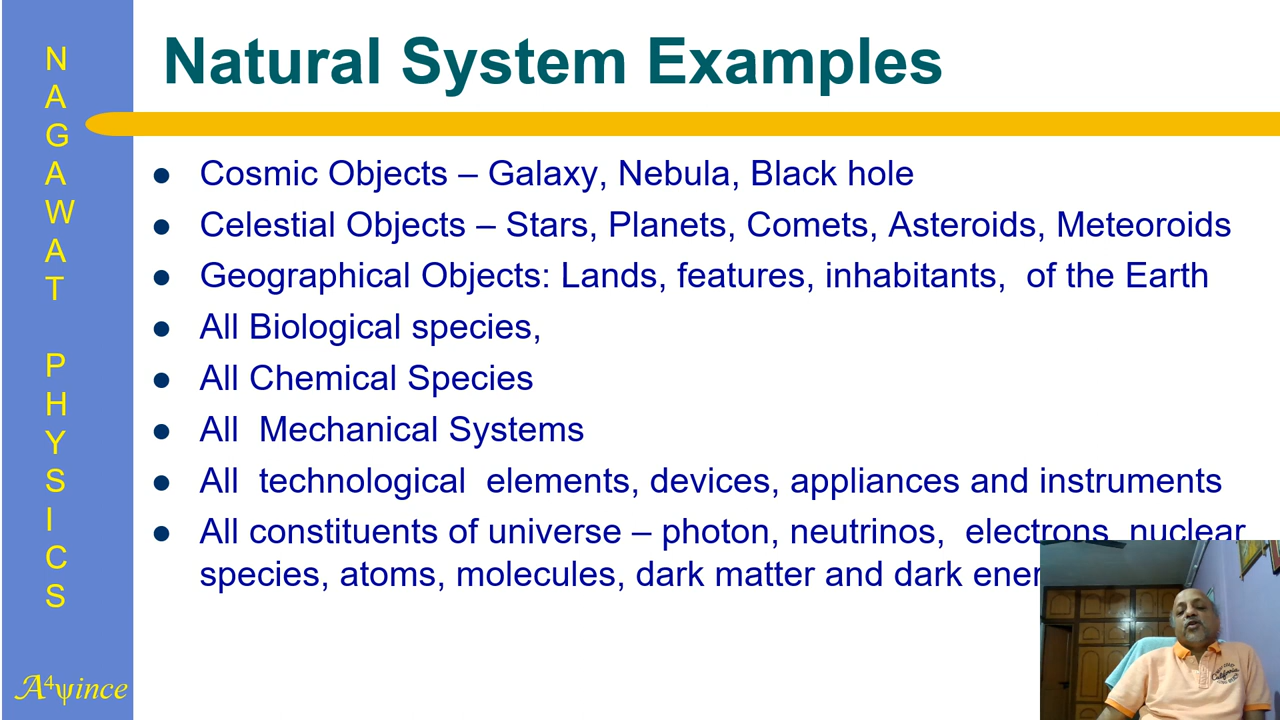 NAGAWAT PHYSICS
Natural System Examples
● Cosmic Objects – Galaxy, Nebula, Black hole
● Celestial Objects – Stars, Planets, Comets, Asteroids, Meteoroids
● Geographical Objects: Lands, features, inhabitants, of the Earth
● All Biological species,
● All Chemical Species
● All Mechanical Systems
● All technological elements, devices, appliances and instruments
● All constituents of universe – photon, neutrinos, electrons, nuclear
species, atoms, molecules, dark matter and dark ener
A⁴ψince
California